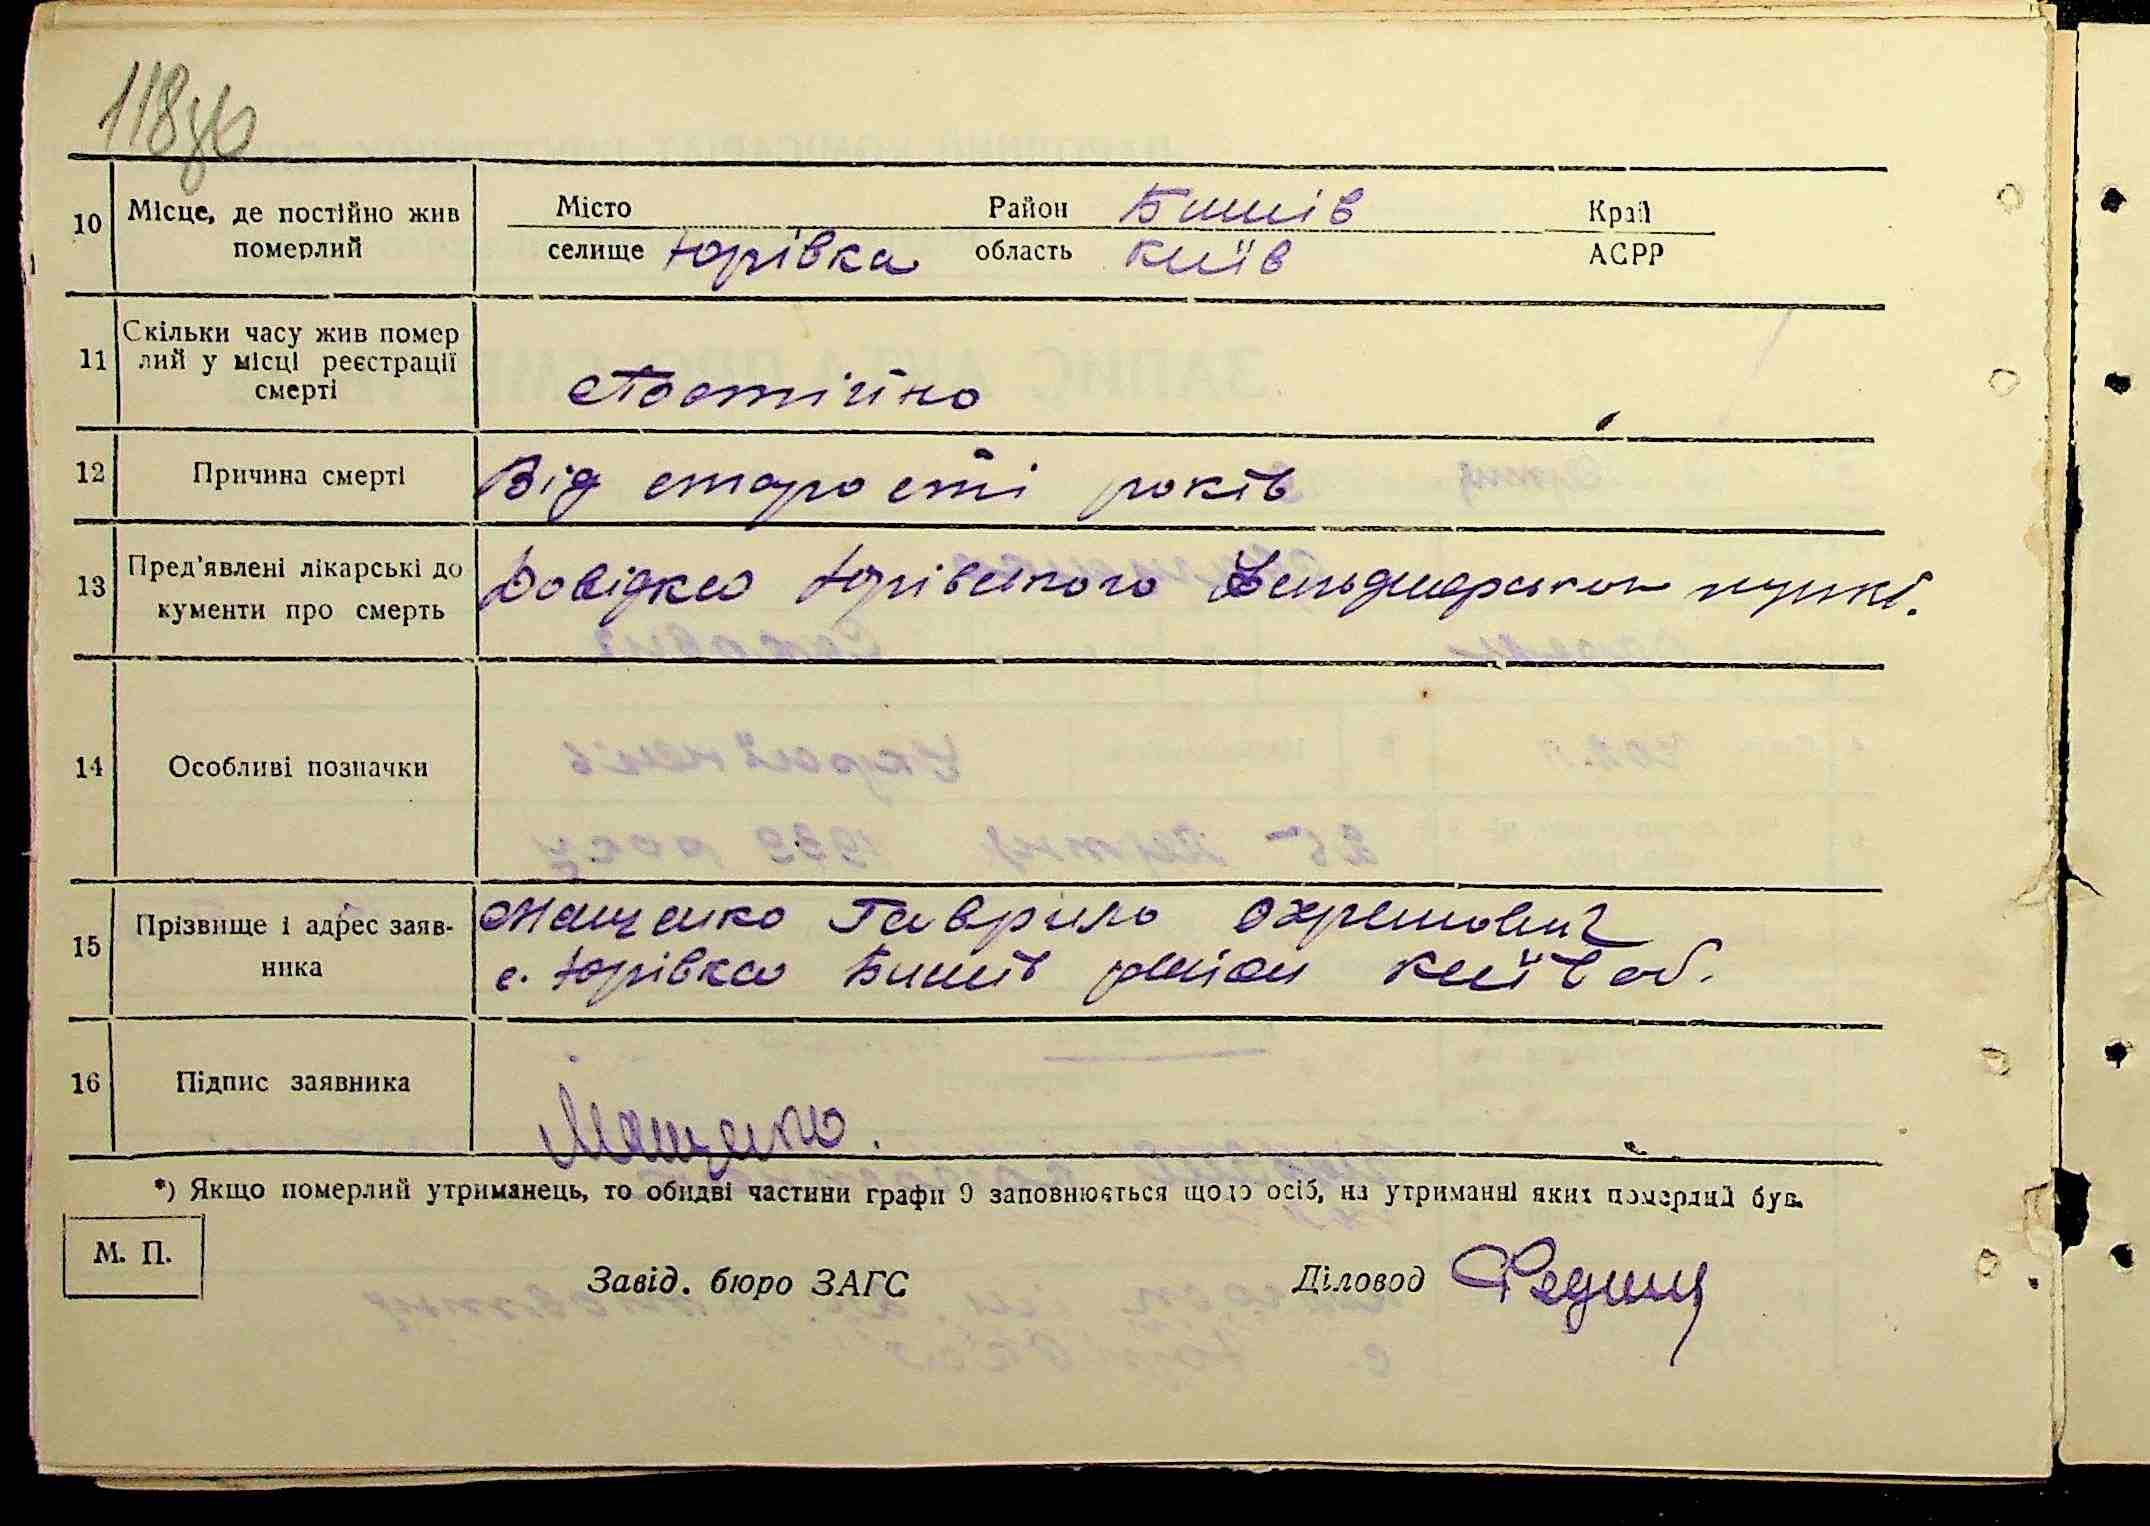 118зв
10 Місце, де постійно жив померлий
Місто Район Бишів Край
селище Юрівка область Київ АСРР
11 Скільки часу жив помер
лий у місці реєстрації
смерті
Постійно
12 Причина смерті Від старості років
13 Пред'явлені лікарські до
кументи про смерть
Довідка Юрівського Фельдшерського пункт.
14 Особливі позначки
15 Прізвище і адрес заяв-
ника
Мащенко Гаврило Охрімович
с. Юрівка Бишів район Київ об.
16 Підпис заявника Мащенко.
*) Якщо померлий утриманець, то обидві частини графи 9 заповнюється щодо осіб, на утриманні яких померлий був.
М. П.
Завід. бюро ЗАГС Діловод